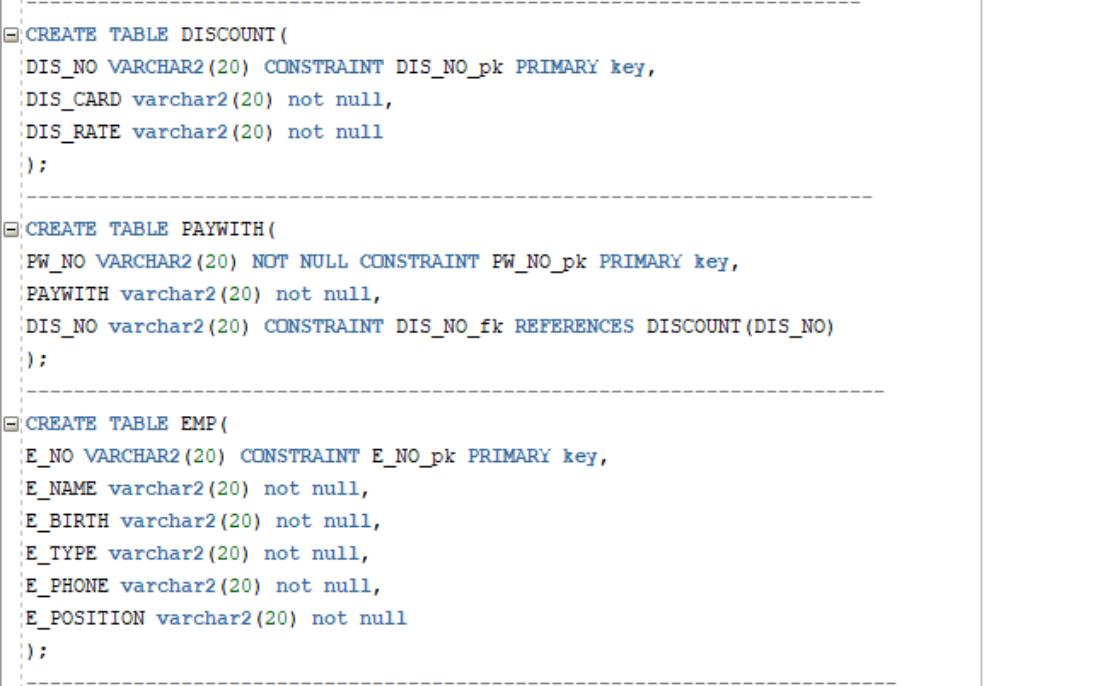 ------------------------------------------------------------------------
CREATE TABLE DISCOUNT(
DIS_NO VARCHAR2(20) CONSTRAINT DIS_NO_pk PRIMARY key,
DIS_CARD varchar2(20) not null,
DIS_RATE varchar2(20) not null
);
-------------------------------------------------------------------------
CREATE TABLE PAYWITH(
PW_NO VARCHAR2(20) NOT NULL CONSTRAINT PW_NO_pk PRIMARY key,
PAYWITH varchar2(20) not null,
DIS_NO varchar2(20) CONSTRAINT DIS_NO_fk REFERENCES DISCOUNT(DIS_NO)
);
--------------------------------------------------------------------------
CREATE TABLE EMP(
E_NO VARCHAR2(20) CONSTRAINT E_NO_pk PRIMARY key,
E_NAME varchar2(20) not null,
E_BIRTH varchar2(20) not null,
E_TYPE varchar2(20) not null,
E_PHONE varchar2(20) not null,
E_POSITION varchar2(20) not null
);
---------------------------------------------------------------------------